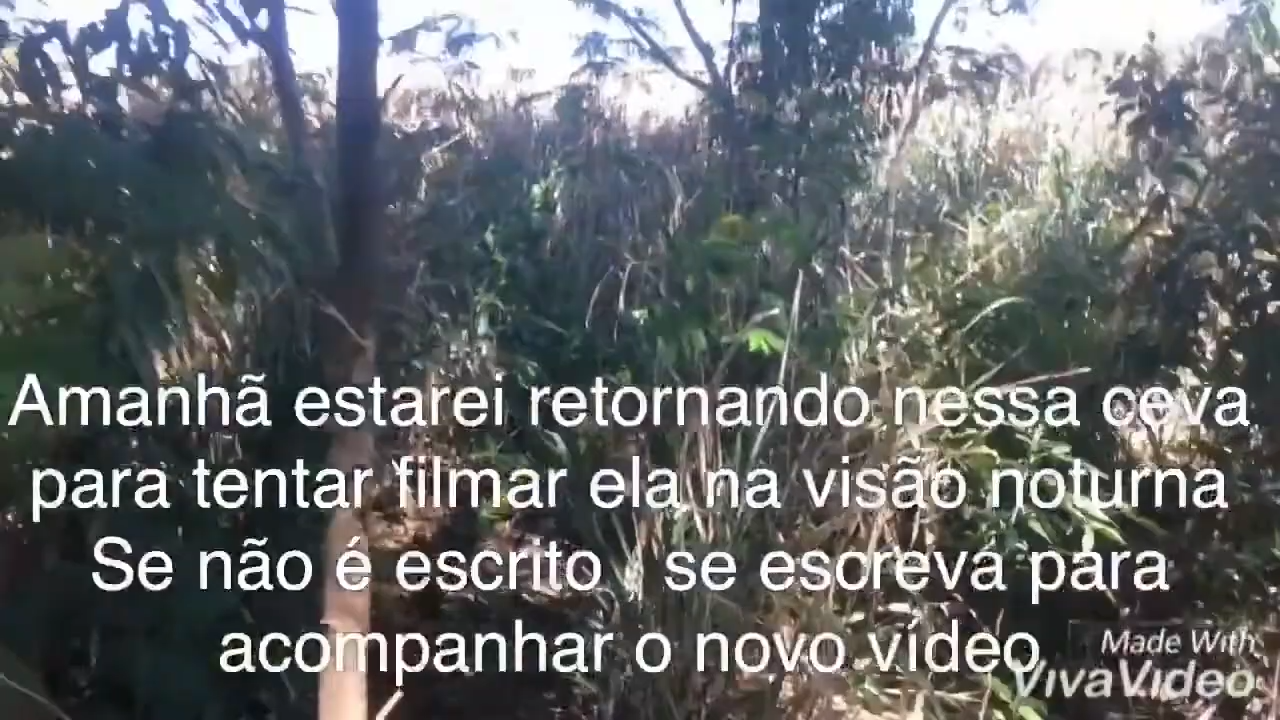 Amanhã estarei retornando nessa ceva
para tentar filmar ela na visão noturna
Se não é escrito se escreva para
acompanhar o novo vídeo
Made With
VivaVideo